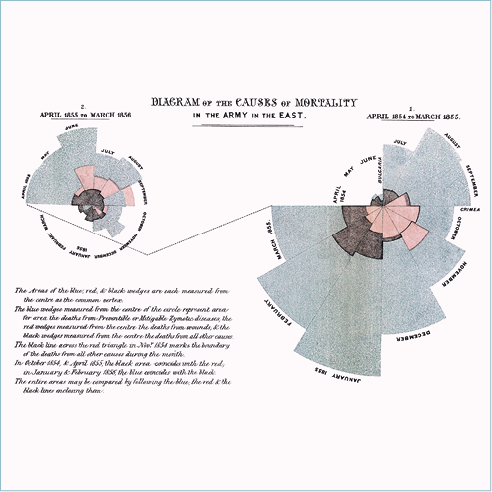 DIAGRAM OF THE CAUSES OF MORTALITY
IN THE ARMY IN THE EAST.
2.
APRIL 1855 TO MARCH 1856
1.
APRIL 1854 TO MARCH 1855.
APRIL 1855
MAY
JUNE
JULY
AUGUST
SEPTEMBER
OCTOBER
NOVEMBER
DECEMBER
JANUARY 1856
FEBRUARY
MARCH
APRIL 1854
MAY
JUNE
JULY
AUGUST
SEPTEMBER
OCTOBER
NOVEMBER
DECEMBER
JANUARY 1855
FEBRUARY
MARCH 1855.
BULGARIA
CRIMEA
The Areas of the blue, red, & black wedges are each measured from
the centre as the common vertex.
The blue wedges measured from the centre of the circle represent area
for area the deaths from Preventible or Mitigable Zymotic diseases, the
red wedges measured from the centre the deaths from wounds, & the
black wedges measured from the centre the deaths from all other causes.
The black line across the red triangle in Novr. 1854 marks the boundary
of the deaths from all other causes during the month.
In October 1854, & April 1855, the black area coincides with the red,
in January & February 1856, the blue coincides with the black.
The entire areas may be compared by following the blue, the red & the
black lines enclosing them.